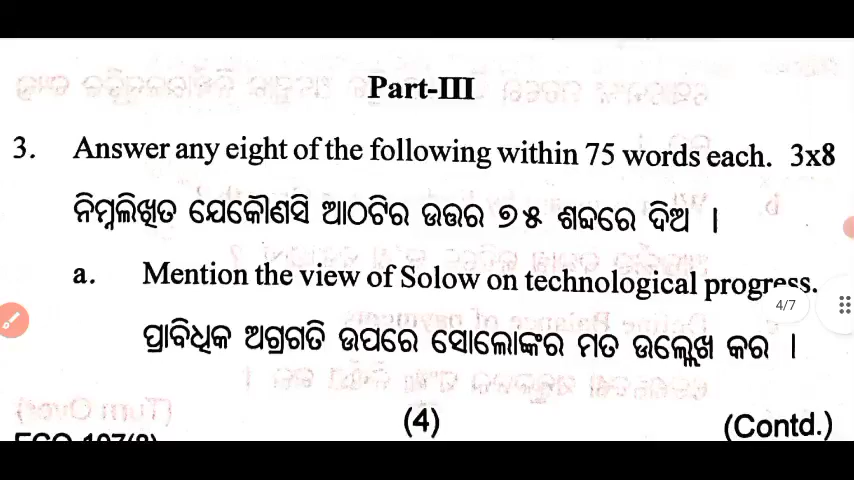 Part-III
3. Answer any eight of the following within 75 words each. 3x8
ନିମ୍ନଲିଖିତ ଯେକୌଣସି ଆଠଟିର ଉତ୍ତର ୭୫ ଶବ୍ଦରେ ଦିଅ ।
a. Mention the view of Solow on technological progress.
4/7
ପ୍ରାବିଧିକ ଅଗ୍ରଗତି ଉପରେ ସୋଲୋଙ୍କର ମତ ଉଲ୍ଲେଖ କର ।
(4) (Contd.)